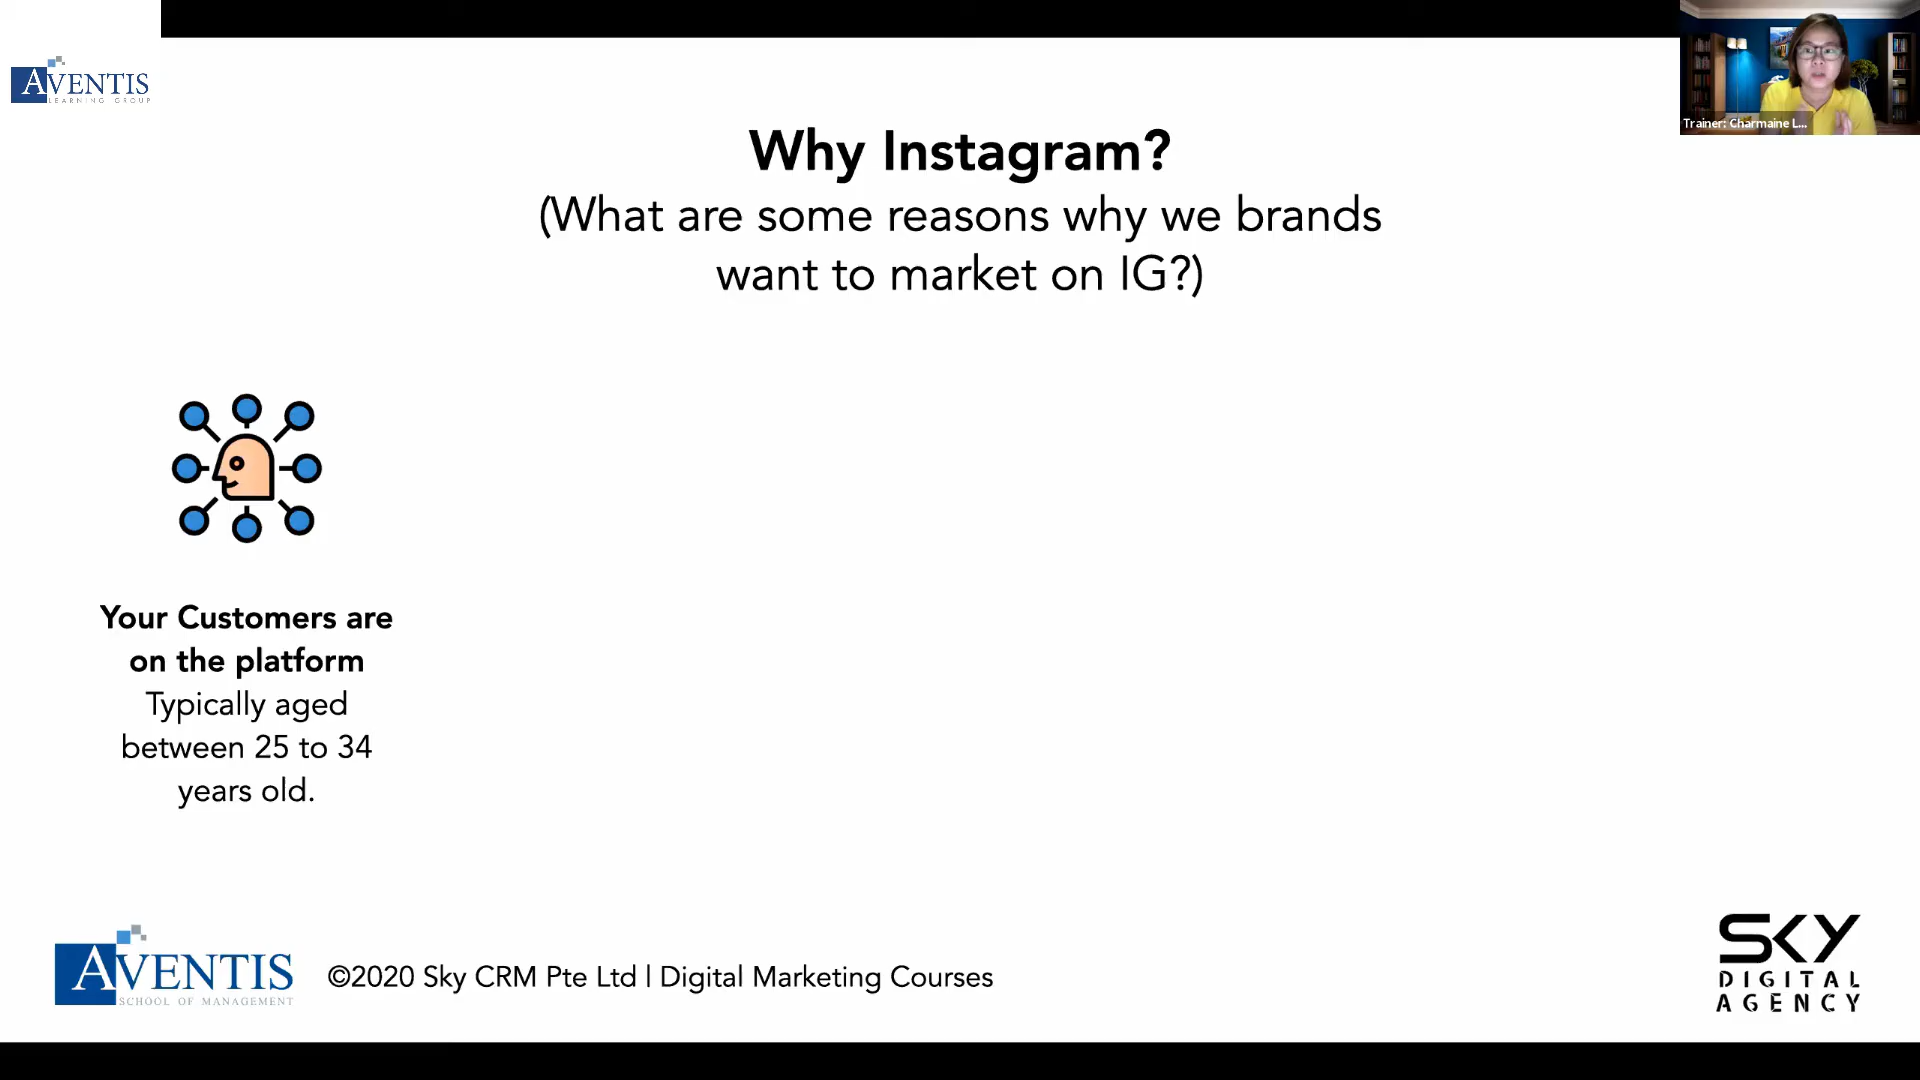 AVENTIS
LEARNING GROUP
Trainer: Charmaine L...
Why Instagram?
(What are some reasons why we brands
want to market on IG?)
Your Customers are
on the platform
Typically aged
between 25 to 34
years old.
AVENTIS
SCHOOL OF MANAGEMENT
©2020 Sky CRM Pte Ltd | Digital Marketing Courses
SKY
DIGITAL
AGENCY